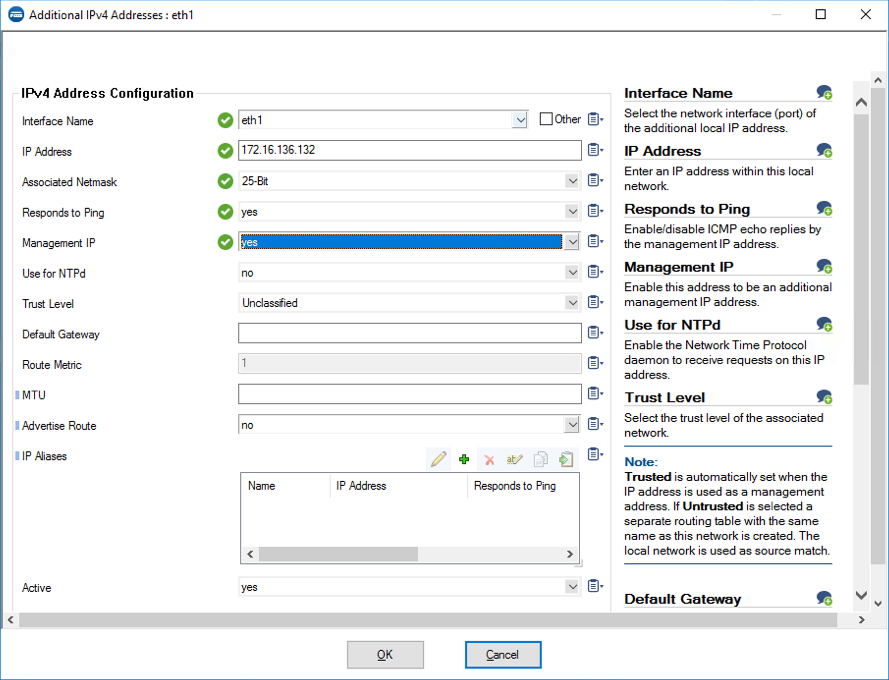 Additional IPv4 Addresses : eth1
IPv4 Address Configuration
Interface Name
eth1
Other
IP Address
172.16.136.132
Associated Netmask
25-Bit
Responds to Ping
yes
Management IP
yes
Use for NTPd
no
Trust Level
Unclassified
Default Gateway
Route Metric
1
MTU
Advertise Route
no
IP Aliases
Name IP Address Responds to Ping
Active
yes
Interface Name
Select the network interface (port) of
the additional local IP address.
IP Address
Enter an IP address within this local
network.
Responds to Ping
Enable/disable ICMP echo replies by
the management IP address.
Management IP
Enable this address to be an additional
management IP address.
Use for NTPd
Enable the Network Time Protocol
daemon to receive requests on this IP
address.
Trust Level
Select the trust level of the associated
network.
Note:
Trusted is automatically set when the
IP address is used as a management
address. If Untrusted is selected a
separate routing table with the same
name as this network is created. The
local network is used as source match.
Default Gateway
OK
Cancel